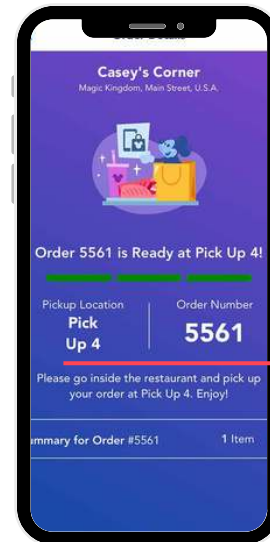 Casey's Corner
Magic Kingdom, Main Street, U.S.A.
Order 5561 is Ready at Pick Up 4!
Pickup Location
Pick
Up 4
Order Number
5561
Please go inside the restaurant and pick up
your order at Pick Up 4. Enjoy!
ummary for Order #5561 1 Item